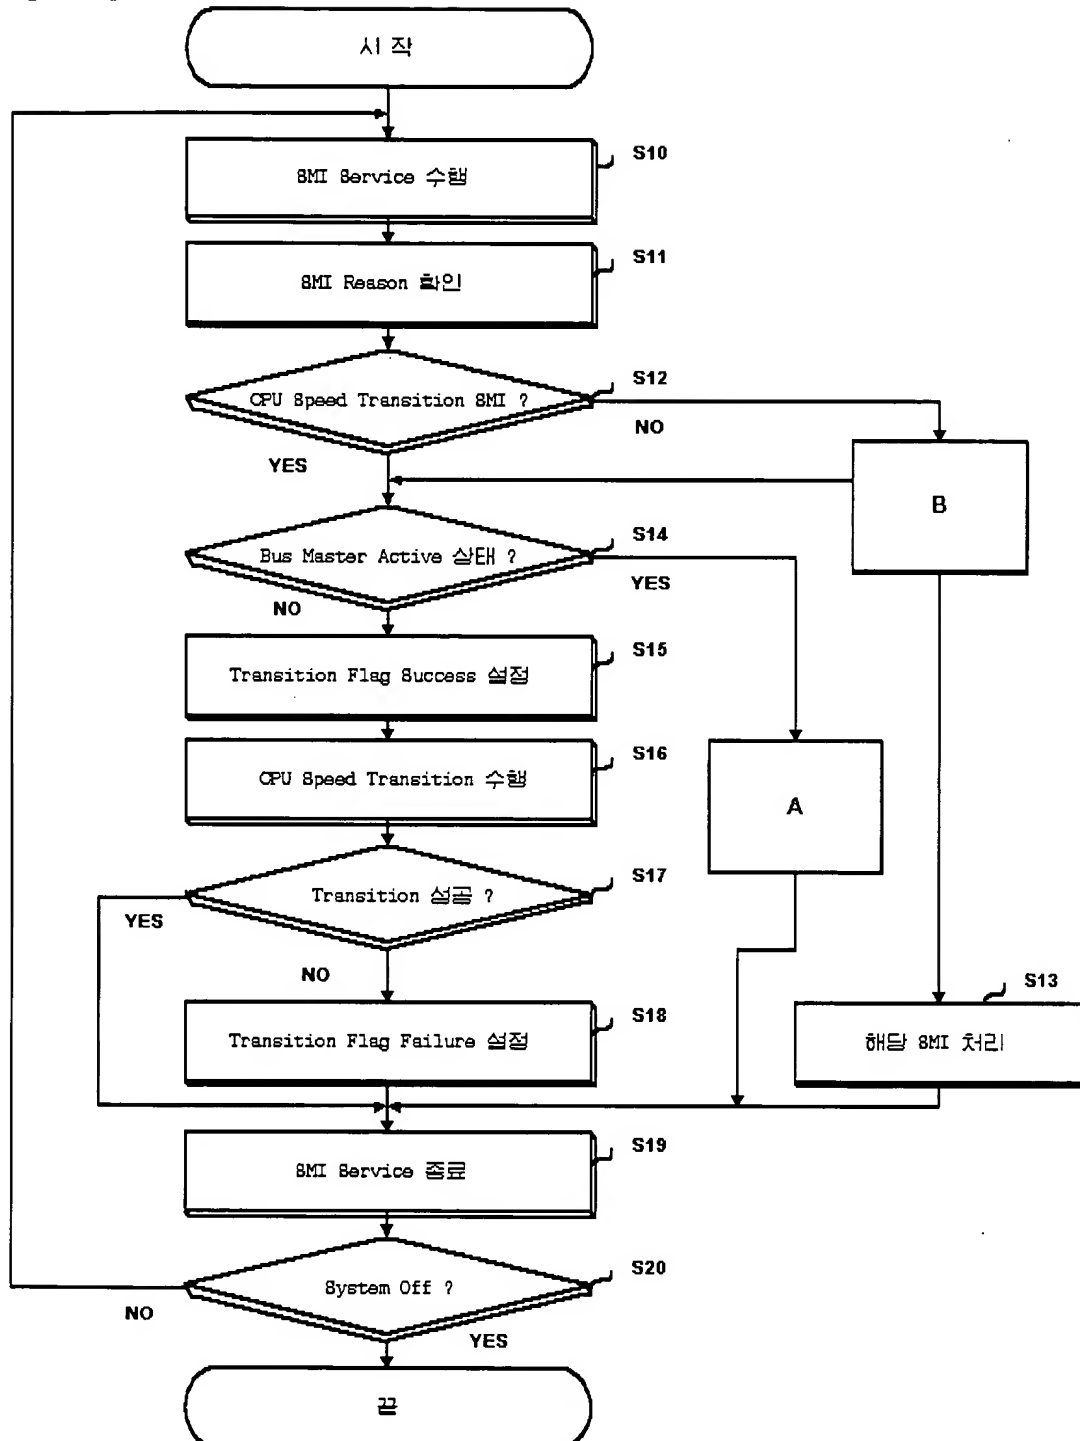 시 작
S10
SMI Service 수행
S11
SMI Reason 확인
S12
CPU Speed Transition SMI ?
NO
YES
B
S14
Bus Master Active 상태 ?
YES
NO
S15
Transition Flag Success 설정
S16
CPU Speed Transition 수행
A
S17
Transition 성공 ?
YES
NO
S13
S18
Transition Flag Failure 설정
해당 SMI 처리
S19
SMI Service 종료
S20
System Off ?
NO
YES
끝